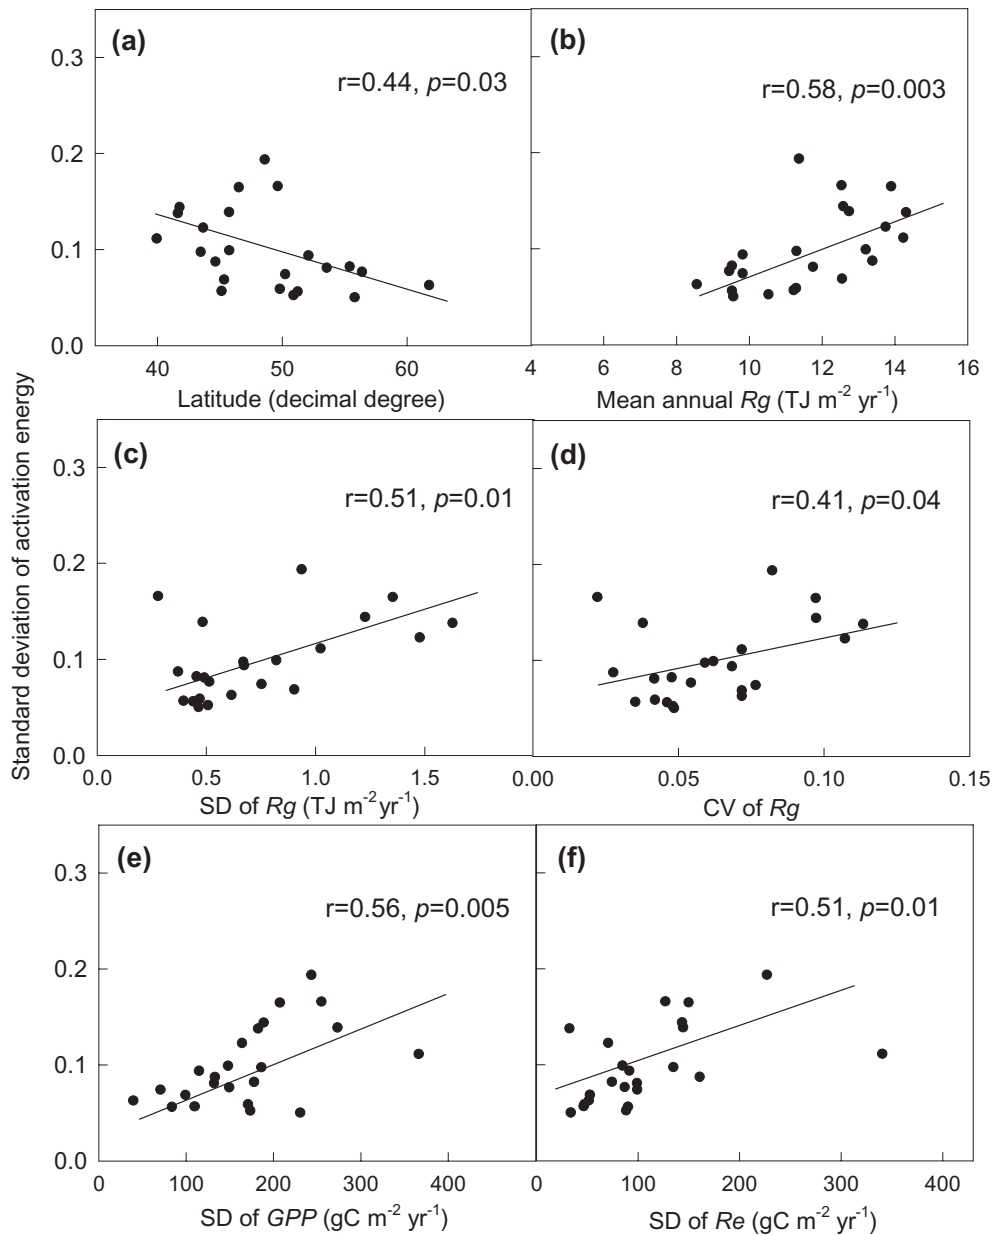 (a)
r=0.44, p=0.03
0.3
0.2
0.1
0.0
40 50 60
Latitude (decimal degree)
(b)
r=0.58, p=0.003
4 6 8 10 12 14 16
Mean annual Rg (TJ m⁻² yr⁻¹)
Standard deviation of activation energy
(c)
r=0.51, p=0.01
0.3
0.2
0.1
0.0
0.0 0.5 1.0 1.5
SD of Rg (TJ m⁻² yr⁻¹)
(d)
r=0.41, p=0.04
0.00 0.05 0.10 0.15
CV of Rg
(e)
r=0.56, p=0.005
0.3
0.2
0.1
0.0
0 100 200 300 400
SD of GPP (gC m⁻² yr⁻¹)
(f)
r=0.51, p=0.01
0 100 200 300 400
SD of Re (gC m⁻² yr⁻¹)